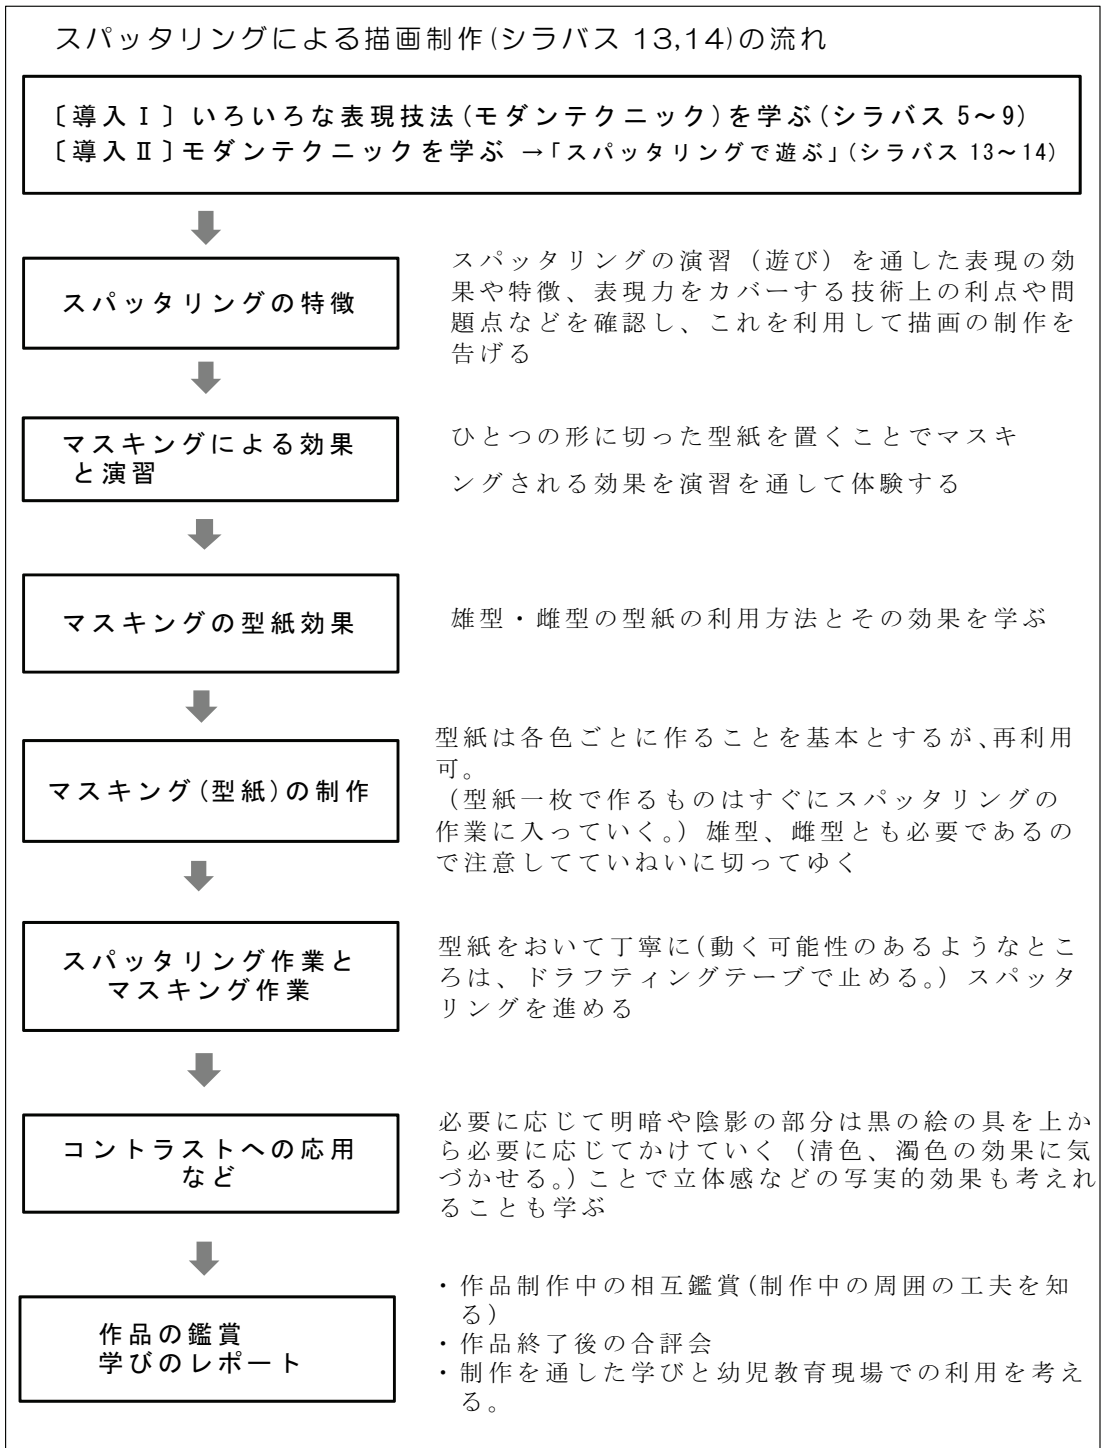 スパッタリングによる描画制作(シラバス 13,14)の流れ
〔導入Ⅰ〕いろいろな表現技法(モダンテクニック)を学ぶ(シラバス 5～9)
〔導入Ⅱ〕モダンテクニックを学ぶ →「スパッタリングで遊ぶ」(シラバス 13～14)
スパッタリングの特徴
スパッタリングの演習（遊び）を通した表現の効
果や特徴、表現力をカバーする技術上の利点や問
題点などを確認し、これを利用して描画の制作を
告げる
マスキングによる効果
と演習
ひとつの形に切った型紙を置くことでマスキ
ングされる効果を演習を通して体験する
マスキングの型紙効果
雄型・雌型の型紙の利用方法とその効果を学ぶ
マスキング(型紙)の制作
型紙は各色ごとに作ることを基本とするが、再利用
可。
（型紙一枚で作るものはすぐにスパッタリングの
作業に入っていく。）雄型、雌型とも必要であるの
で注意してていねいに切ってゆく
スパッタリング作業と
マスキング作業
型紙をおいて丁寧に(動く可能性のあるようなとこ
ろは、ドラフティングテープで止める。）スパッタ
リングを進める
コントラストへの応用
など
必要に応じて明暗や陰影の部分は黒の絵の具を上か
ら必要に応じてかけていく（清色、濁色の効果に気
づかせる。）ことで立体感などの写実的効果も考えれ
ることも学ぶ
作品の鑑賞
学びのレポート
・作品制作中の相互鑑賞(制作中の周囲の工夫を知
る)
・作品終了後の合評会
・制作を通した学びと幼児教育現場での利用を考え
る。